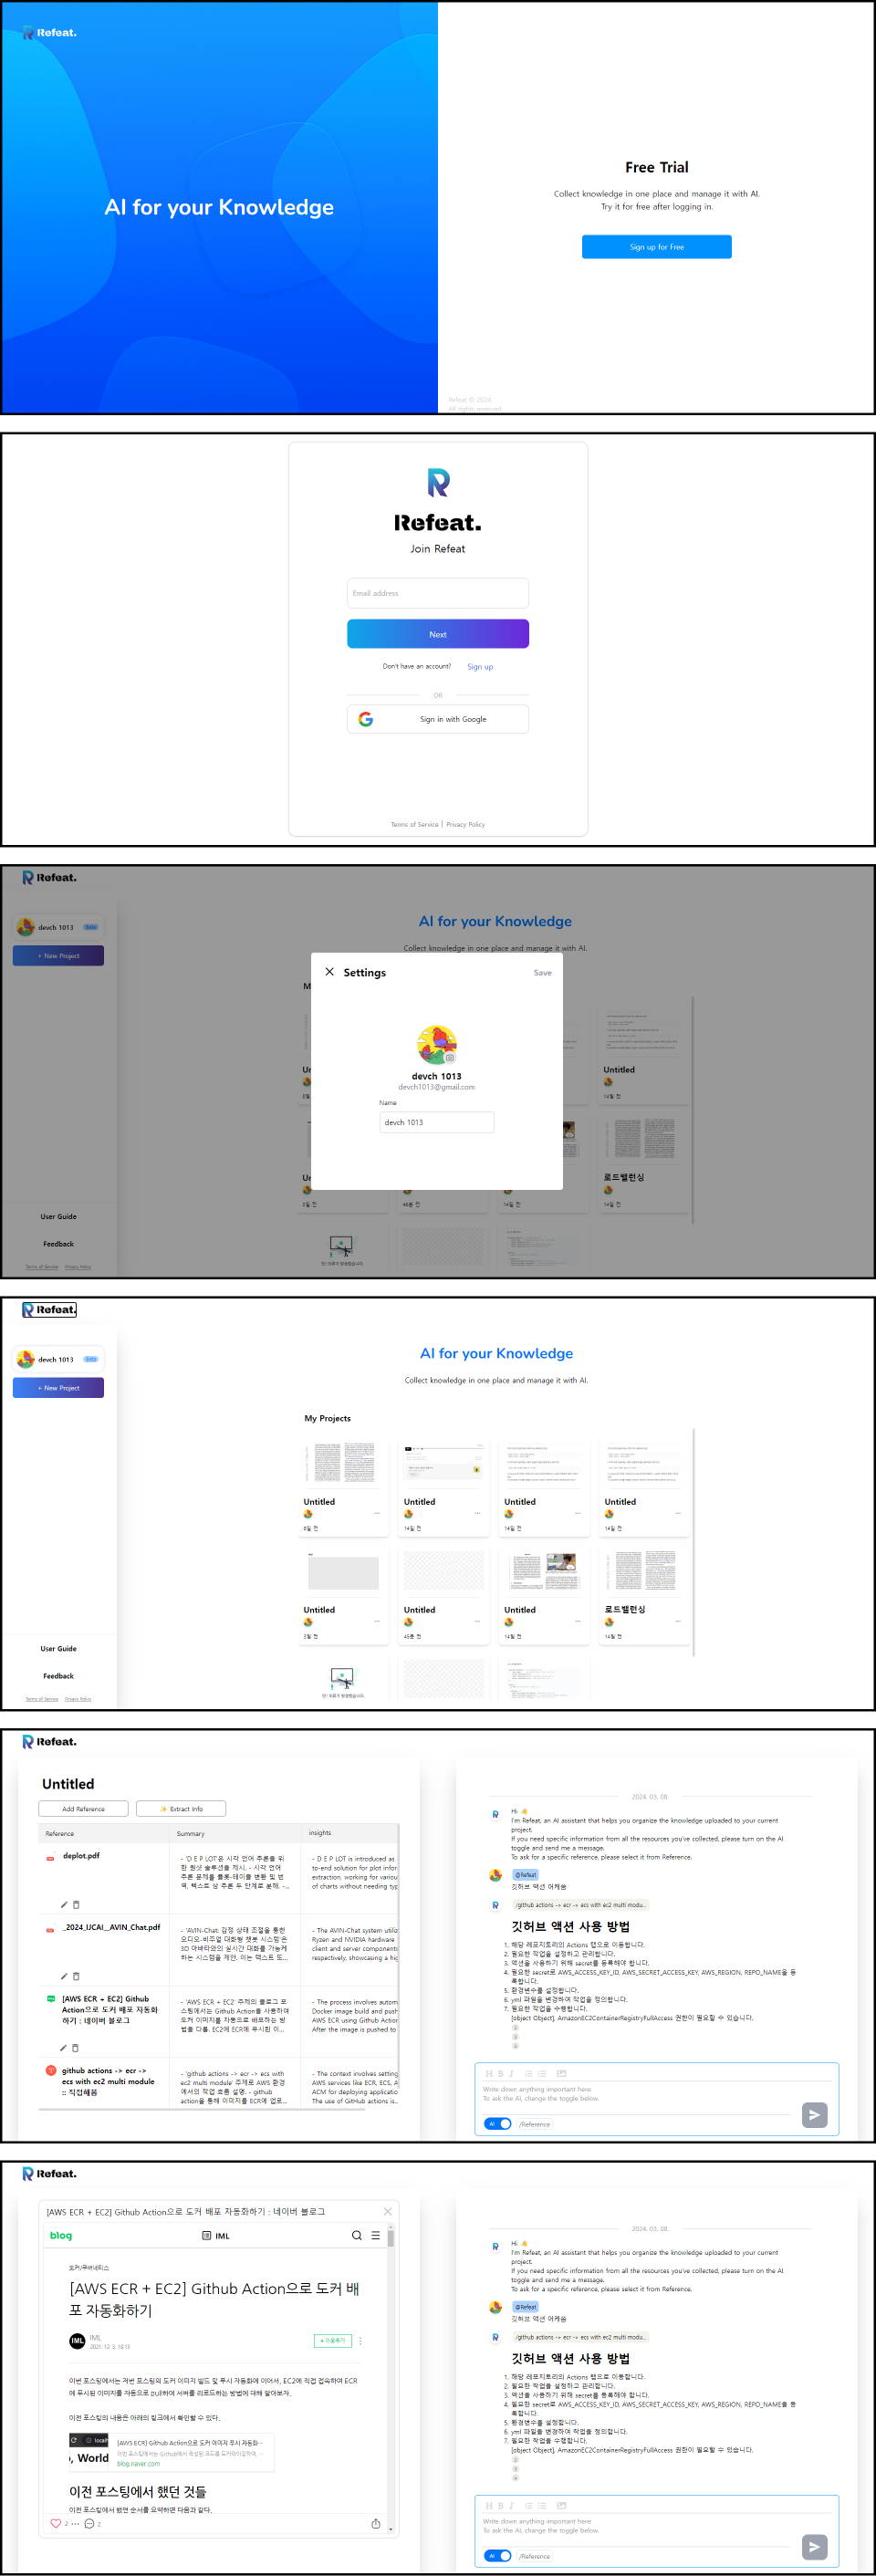 Refeat.
AI for your Knowledge
Free Trial
Collect knowledge in one place and manage it with AI.
Try it for free after logging in.
Sign up for Free
Refeat © 2024.
All rights reserved.
Refeat.
Join Refeat
Email address
Next
Don't have an account? Sign up
OR
Sign in with Google
Terms of Service | Privacy Policy
Refeat.
devch 1013 Beta
+ New Project
AI for your Knowledge
Collect knowledge in one place and manage it with AI.
Settings
Save
devch 1013
devch1013@gmail.com
Name
devch 1013
Untitled
14일 전
로드밸런싱
5일 전
14일 전
14일 전
User Guide
Feedback
Terms of Service Privacy Policy
Refeat.
devch 1013 Beta
+ New Project
AI for your Knowledge
Collect knowledge in one place and manage it with AI.
My Projects
Untitled Untitled Untitled Untitled
14일 전 14일 전 14일 전
Untitled Untitled Untitled 로드밸런싱
45분 전 14일 전 14일 전
User Guide
Feedback
Terms of Service Privacy Policy
Refeat.
Untitled
Add Reference
✨ Extract Info
Reference Summary insights
deplot.pdf
- 'D E P LOT'은 시각 언어 추론을 위
한 원샷 솔루션을 제시. - 시각 언어
추론 문제를 플롯-테이블 변환 및 번
역, 텍스트 상 추론 두 단계로 분해. -...
- D E P LOT is introduced as
to-end solution for plot infor
extraction, working for variou
of charts without needing typ
_2024_IJCAI__AVIN_Chat.pdf
- 'AVIN-Chat: 감정 상태 조절을 통한
오디오-비주얼 대화형 챗봇 시스템'은
3D 아바타와의 실시간 대화를 가능케
하는 시스템을 제안. 이는 텍스트 또...
- The AVIN-Chat system utiliz
Ryzen and NVIDIA hardware
client and server components
respectively, showcasing a hig
[AWS ECR + EC2] Github
Action으로 도커 배포 자동화
하기 : 네이버 블로그
- 'AWS ECR + EC2' 주제의 블로그 포
스팅에서는 Github Action을 사용하여
도커 이미지를 자동으로 배포하는 방
법을 다룸. EC2에 ECR에 푸시된 이...
- The process involves autom
Docker image build and push
AWS ECR using Github Action
After the image is pushed to
github actions -> ecr ->
ecs with ec2 multi module
:: 직접해봄
- 'github actions -> ecr -> ecs with
ec2 multi module' 주제로 AWS 환경
에서의 작업 흐름 설명. - github
action을 통해 이미지를 ECR에 업로...
- The context involves setting
AWS services like ECR, ECS, A
ACM for deploying applicatio
The use of GitHub actions is..
2024. 03. 08.
Hi 👋
I'm Refeat, an AI assistant that helps you organize the knowledge uploaded to your current
project.
If you need specific information from all the resources you've collected, please turn on the AI
toggle and send me a message.
To ask for a specific reference, please select it from Reference.
@Refeat
깃허브 액션 어케씀
/github actions -> ecr -> ecs with ec2 multi modu...
깃허브 액션 사용 방법
1. 해당 레포지토리의 Actions 탭으로 이동합니다.
2. 필요한 작업을 설정하고 관리합니다.
3. 액션을 사용하기 위해 secret를 등록해야 합니다.
4. 필요한 secret로 AWS_ACCESS_KEY_ID, AWS_SECRET_ACCESS_KEY, AWS_REGION, REPO_NAME을 등
록합니다.
5. 환경변수를 설정합니다.
6. yml 파일을 변경하여 작업을 정의합니다.
7. 필요한 작업을 수행합니다.
[object Object], AmazonEC2ContainerRegistryFullAccess 권한이 필요할 수 있습니다.
H B I
Write down anything important here.
To ask the AI, change the toggle below.
AI /Reference
Refeat.
[AWS ECR + EC2] Github Action으로 도커 배포 자동화하기 : 네이버 블로그
blog
IML
도커/쿠버네티스
[AWS ECR + EC2] Github Action으로 도커 배
포 자동화하기
IML
IML
2021. 12. 3. 18:13
+ 이웃추가
이번 포스팅에서는 저번 포스팅의 도커 이미지 빌드 및 푸시 자동화에 이어서, EC2에 직접 접속하여 ECR
에 푸시된 이미지를 자동으로 pull하여 서버를 리로드하는 방법에 대해 알아보자.
이전 포스팅의 내용은 아래의 링크에서 확인할 수 있다.
localh
), World
[AWS ECR] Github Action으로 도커 이미지 푸시 자동화...
이번 포스팅에서는 Github에서 작성된 코드를 도커라이징하여, ...
blog.naver.com
이전 포스팅에서 했던 것들
이전 포스팅에서 했던 순서를 요약하면 다음과 같다.
2 ... 2
2024. 03. 08.
Hi 👋
I'm Refeat, an AI assistant that helps you organize the knowledge uploaded to your current
project.
If you need specific information from all the resources you've collected, please turn on the AI
toggle and send me a message.
To ask for a specific reference, please select it from Reference.
@Refeat
깃허브 액션 어케씀
/github actions -> ecr -> ecs with ec2 multi modu...
깃허브 액션 사용 방법
1. 해당 레포지토리의 Actions 탭으로 이동합니다.
2. 필요한 작업을 설정하고 관리합니다.
3. 액션을 사용하기 위해 secret를 등록해야 합니다.
4. 필요한 secret로 AWS_ACCESS_KEY_ID, AWS_SECRET_ACCESS_KEY, AWS_REGION, REPO_NAME을 등
록합니다.
5. 환경변수를 설정합니다.
6. yml 파일을 변경하여 작업을 정의합니다.
7. 필요한 작업을 수행합니다.
[object Object], AmazonEC2ContainerRegistryFullAccess 권한이 필요할 수 있습니다.
H B I
Write down anything important here.
To ask the AI, change the toggle below.
AI /Reference